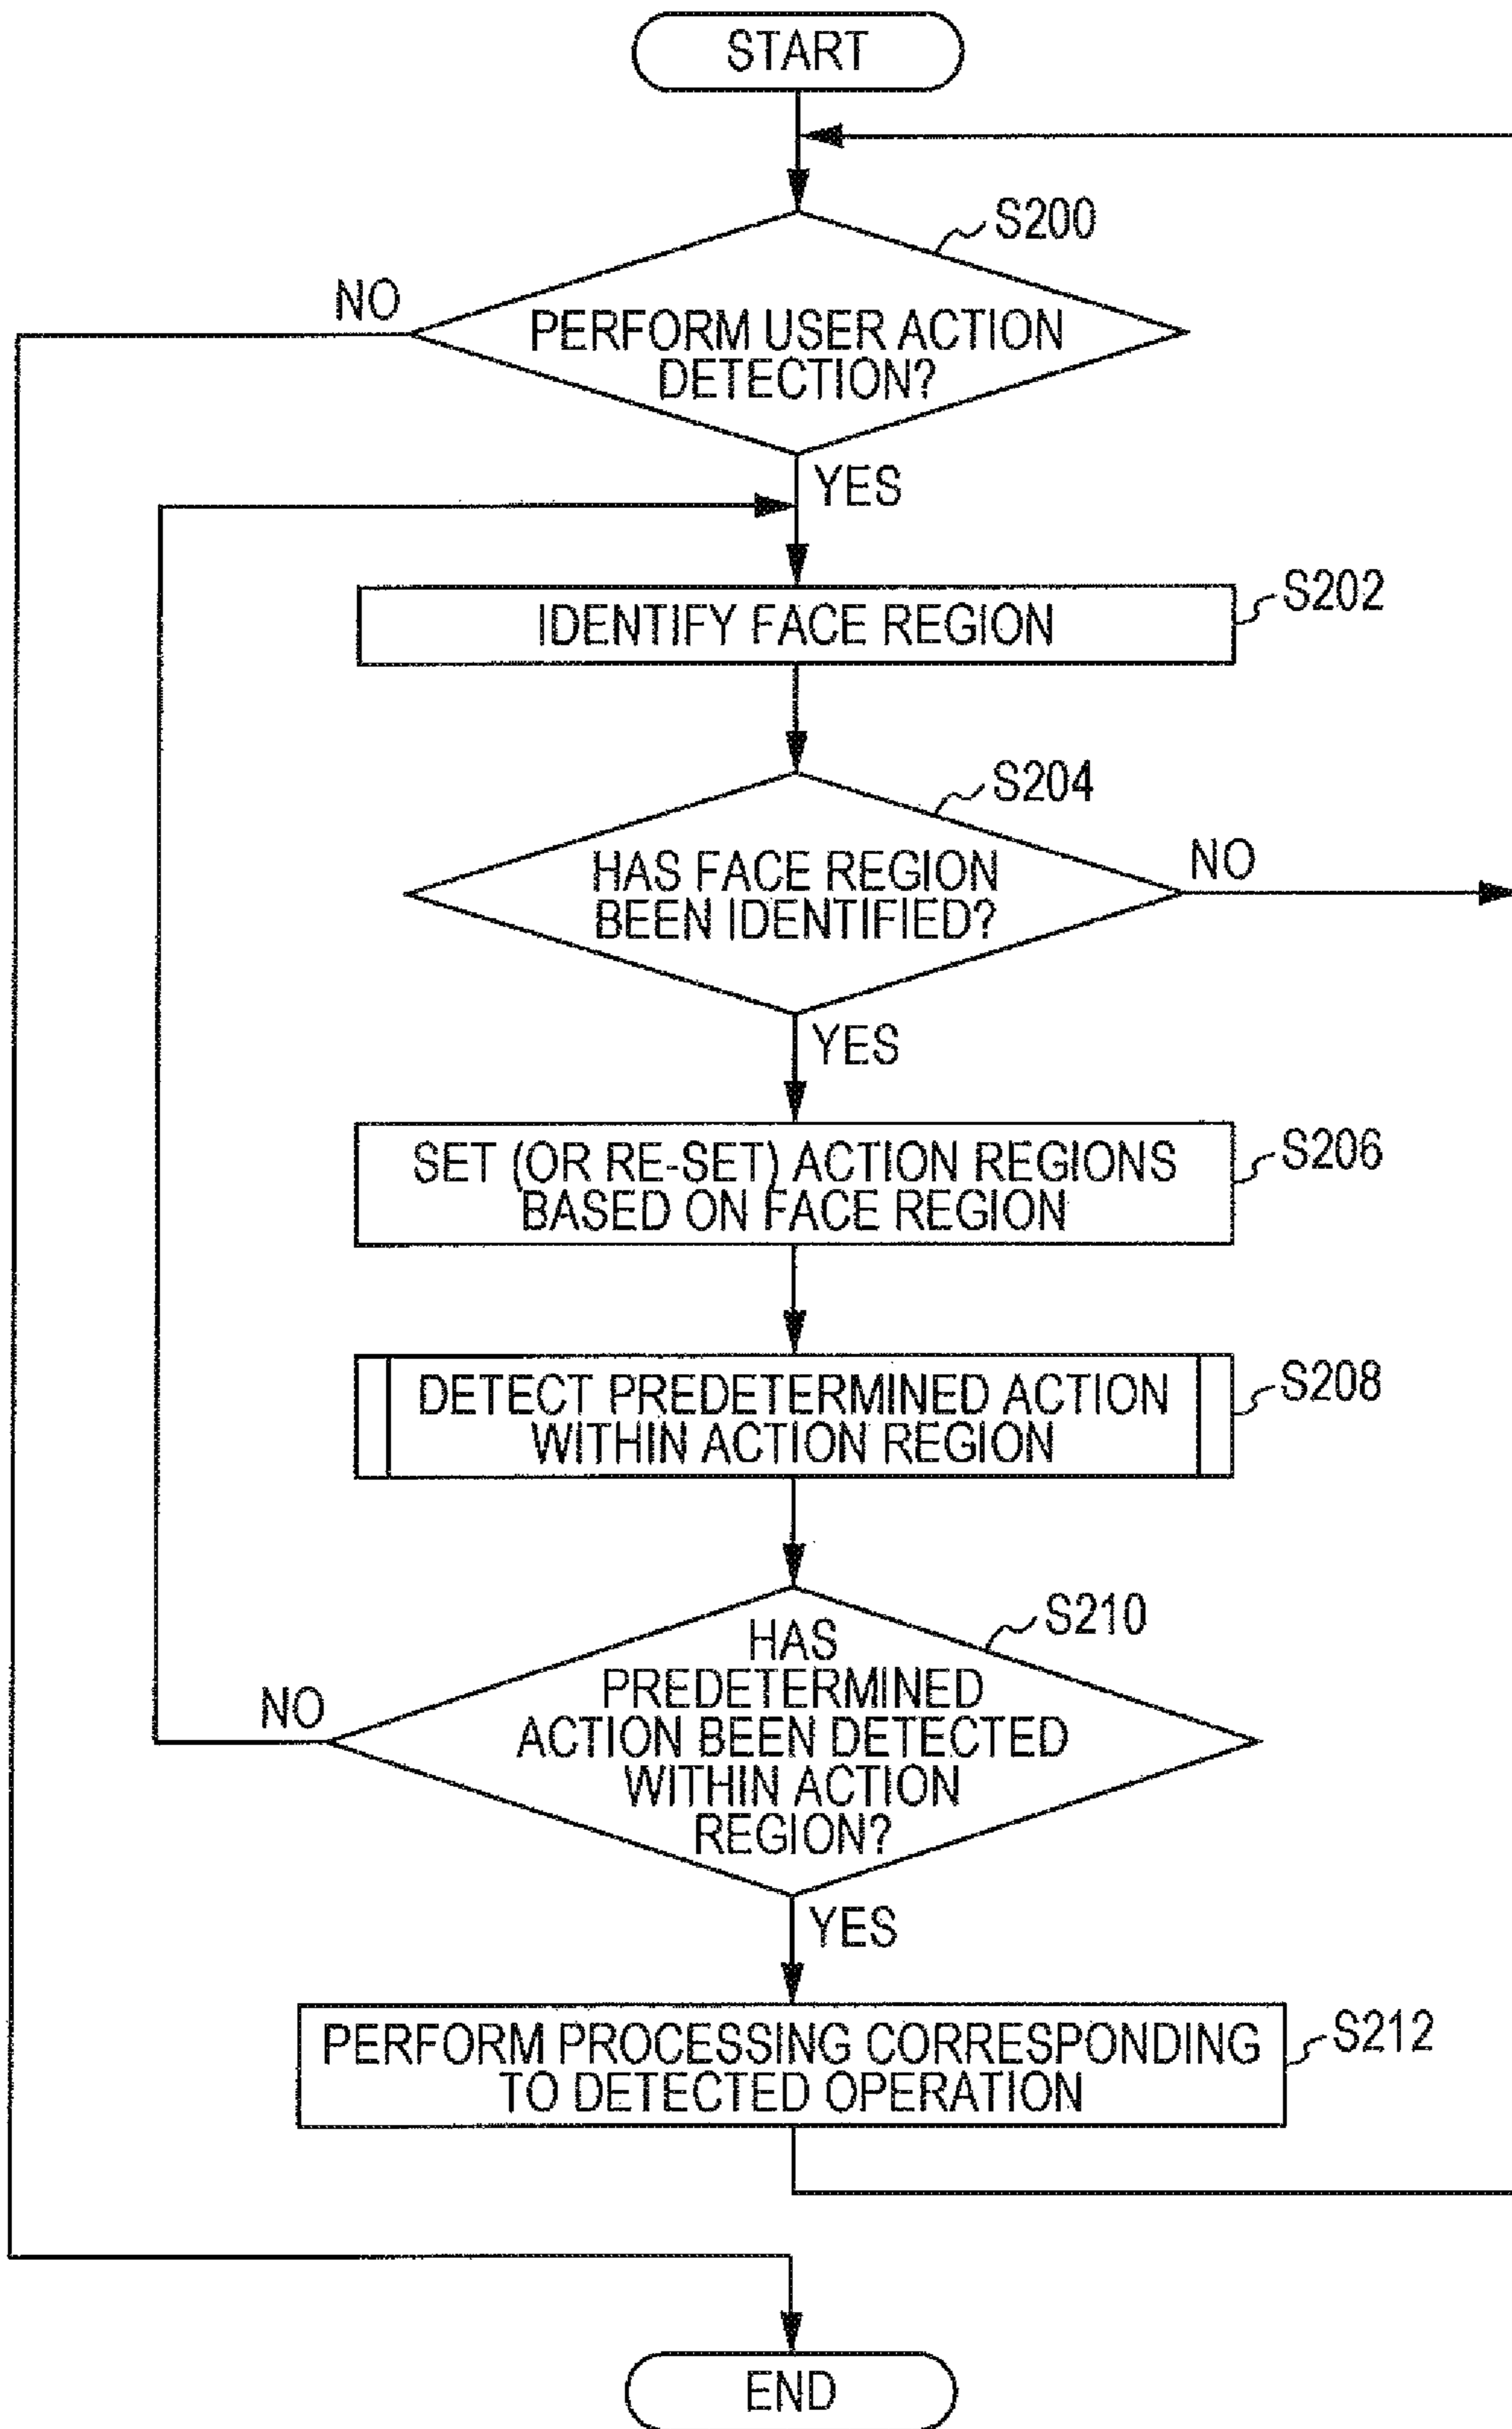 START
S200
NO
PERFORM USER ACTION
DETECTION?
YES
IDENTIFY FACE REGION
S202
S204
HAS FACE REGION
BEEN IDENTIFIED?
NO
YES
SET (OR RE-SET) ACTION REGIONS
BASED ON FACE REGION
S206
DETECT PREDETERMINED ACTION
WITHIN ACTION REGION
S208
S210
HAS
PREDETERMINED
ACTION BEEN DETECTED
WITHIN ACTION
REGION?
NO
YES
PERFORM PROCESSING CORRESPONDING
TO DETECTED OPERATION
S212
END